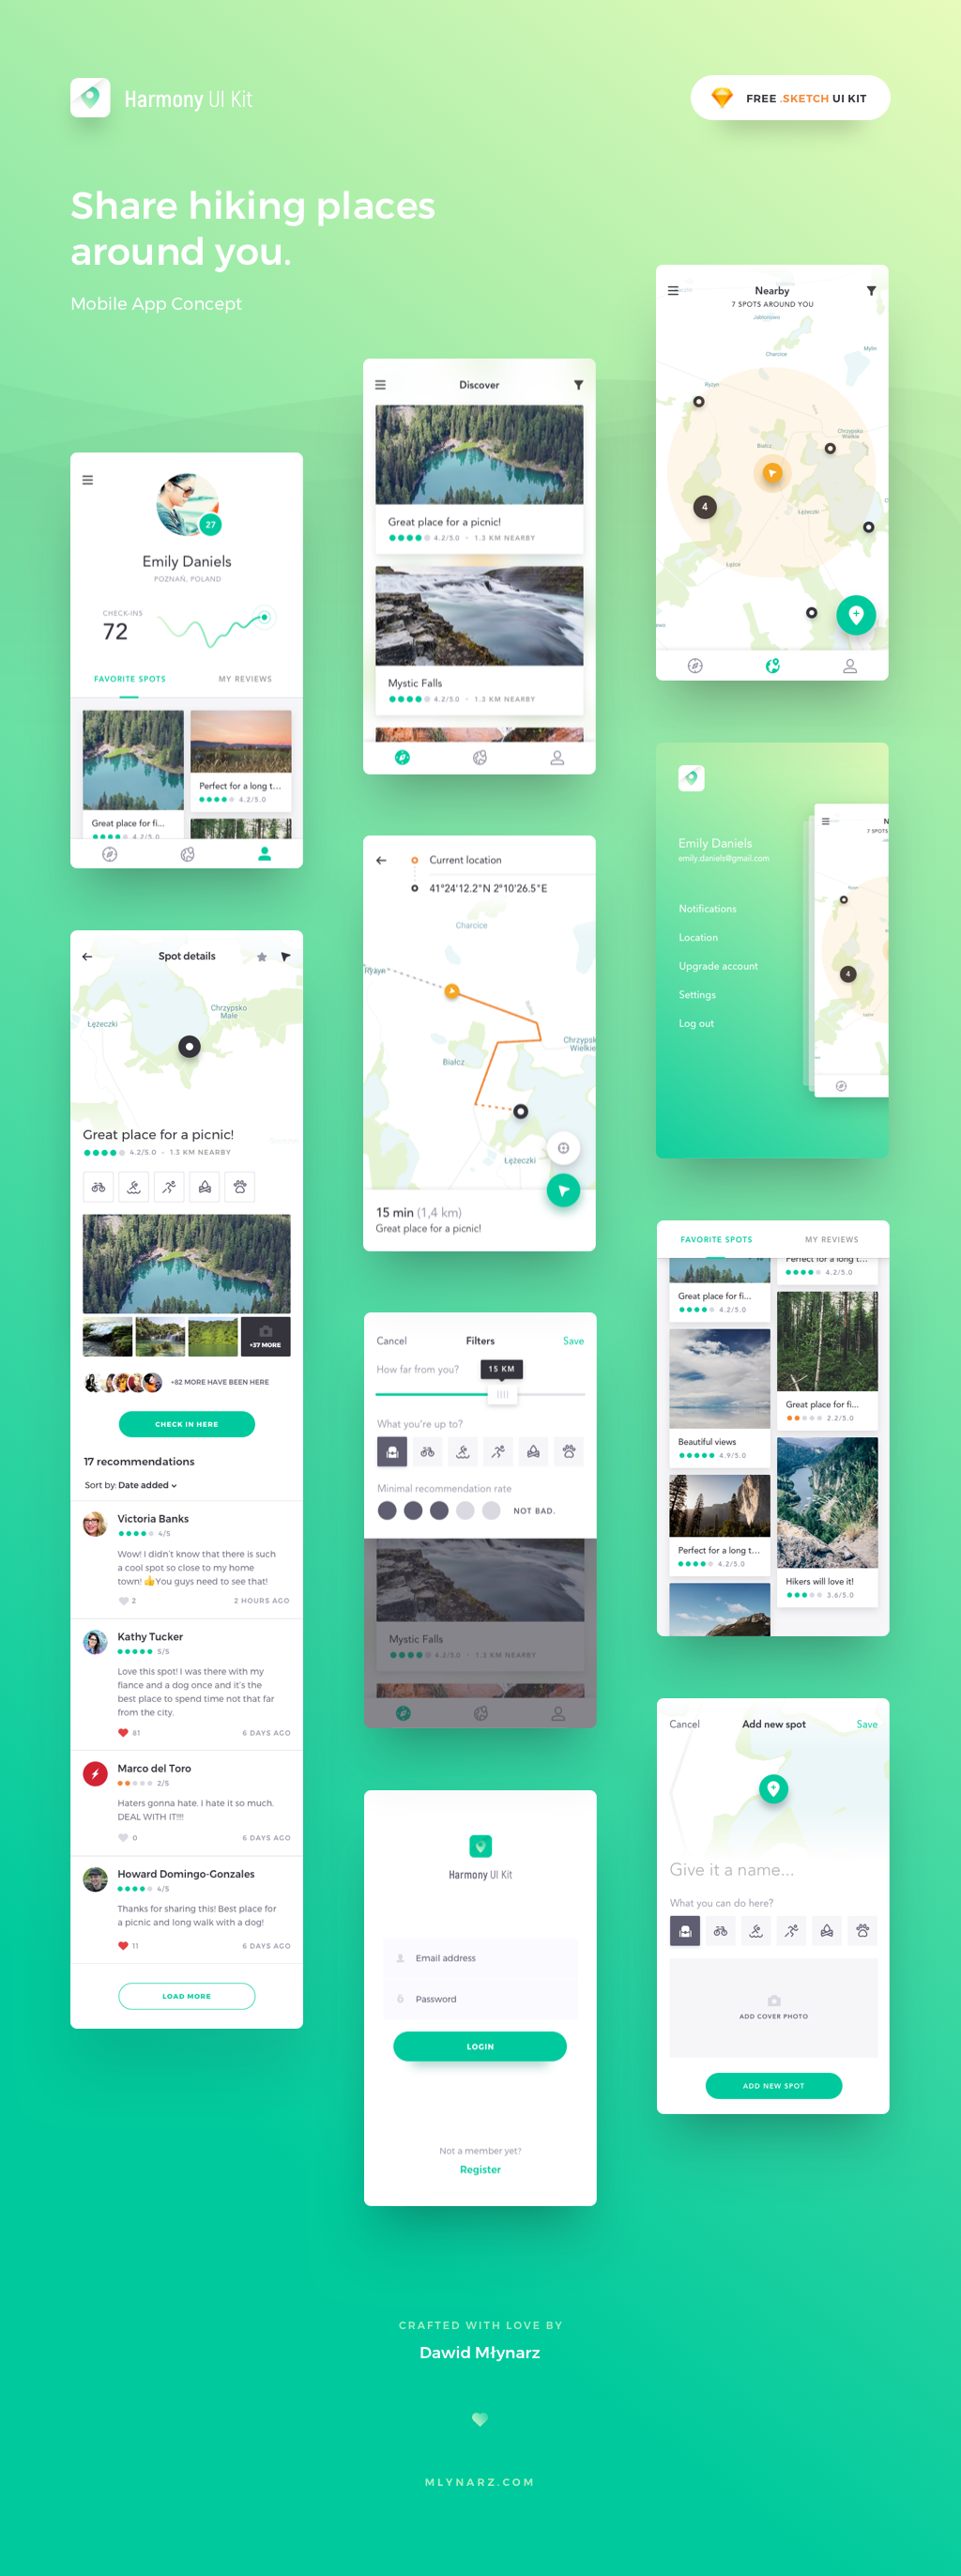 Harmony UI Kit
FREE .SKETCH UI KIT
Share hiking places
around you.
Mobile App Concept
27
Emily Daniels
POZNAŃ, POLAND
CHECK-INS
72
FAVORITE SPOTS
MY REVIEWS
Great place for fi...
4.2/5.0
Perfect for a long t...
4.2/5.0
Spot details
Łężeczki
Chrzypsko
Małe
Great place for a picnic!
4.2/5.0 • 1.3 KM NEARBY
+37 MORE
+82 MORE HAVE BEEN HERE
CHECK IN HERE
17 recommendations
Sort by: Date added
Victoria Banks
4/5
Wow! I didn't know that there is such
a cool spot so close to my home
town! 👍You guys need to see that!
2
2 HOURS AGO
Kathy Tucker
5/5
Love this spot! I was there with my
fiance and a dog once and it's the
best place to spend time not that far
from the city.
81
6 DAYS AGO
Marco del Toro
2/5
Haters gonna hate. I hate it so much.
DEAL WITH IT!!!!
0
6 DAYS AGO
Howard Domingo-Gonzales
4/5
Thanks for sharing this! Best place for
a picnic and long walk with a dog!
11
6 DAYS AGO
LOAD MORE
Discover
Great place for a picnic!
4.2/5.0 • 1.3 KM NEARBY
Mystic Falls
4.2/5.0 • 1.3 KM NEARBY
Current location
41°24'12.2"N 2°10'26.5"E
Charcice
Ryżyn
Białcz
Chrzypsko
Wielkie
Łężeczki
15 min (1,4 km)
Great place for a picnic!
Cancel
Filters
Save
How far from you?
15 KM
What you're up to?
Minimal recommendation rate
NOT BAD.
Mystic Falls
4.2/5.0 • 1.3 KM NEARBY
Harmony UI Kit
Email address
Password
LOGIN
Not a member yet?
Register
Nearby
7 SPOTS AROUND YOU
Jabłonowo
Charcice
Mylin
Ryżyn
Chrzypsko
Wielkie
Białcz
4
Łężeczki
Łężce
Emily Daniels
emily.daniels@gmail.com
Notifications
Location
Upgrade account
Settings
Log out
N
7 SPOTS
Ryżyn
4
FAVORITE SPOTS
MY REVIEWS
Great place for fi...
4.2/5.0
Perfect for a long t...
4.2/5.0
Beautiful views
4.9/5.0
Great place for fi...
2.2/5.0
Perfect for a long t...
4.2/5.0
Hikers will love it!
3.6/5.0
Cancel
Add new spot
Save
Give it a name...
What you can do here?
ADD COVER PHOTO
ADD NEW SPOT
CRAFTED WITH LOVE BY
Dawid Młynarz
MLYNARZ.COM